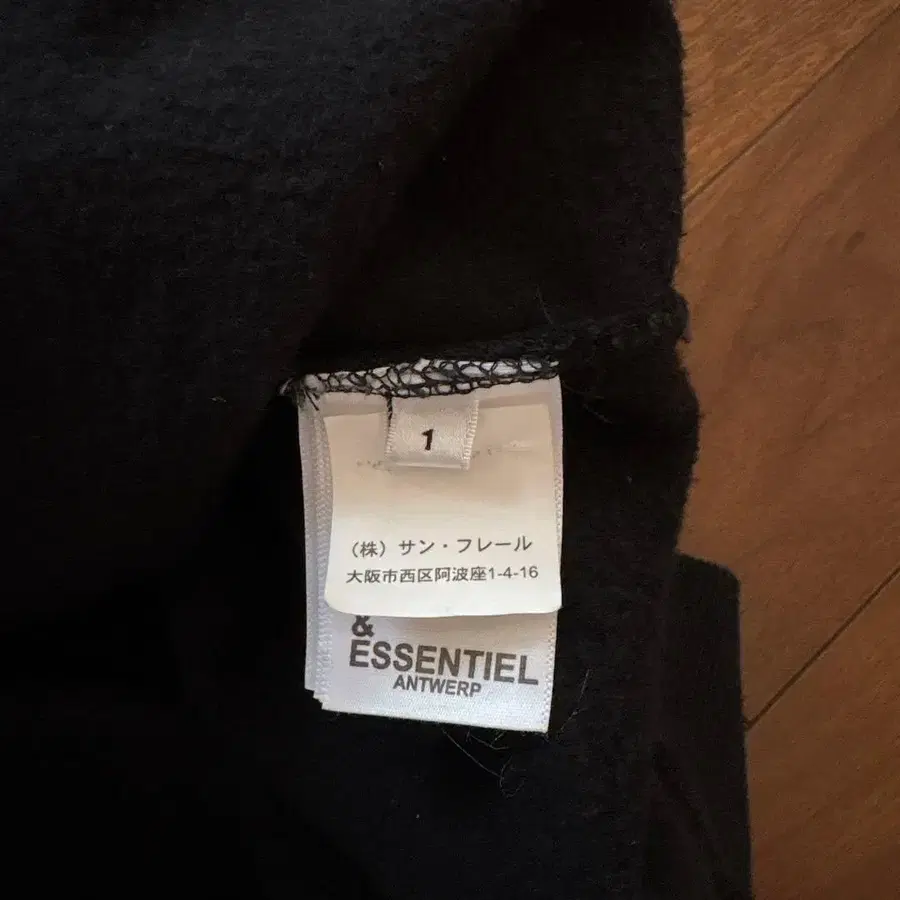 1
（株）サン・フレール
大阪市西区阿波座1-4-16
&
ESSENTIEL
ANTWERP